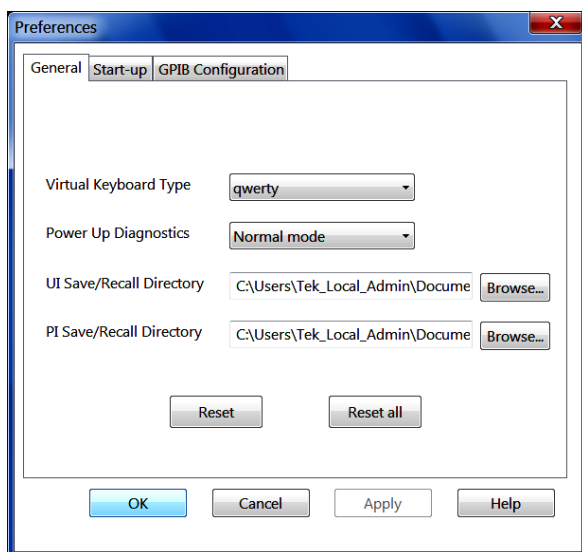 Preferences
General Start-up GPIB Configuration
Virtual Keyboard Type qwerty
Power Up Diagnostics Normal mode
UI Save/Recall Directory C:\Users\Tek_Local_Admin\Docume Browse...
PI Save/Recall Directory C:\Users\Tek_Local_Admin\Docume Browse...
Reset Reset all
OK Cancel Apply Help